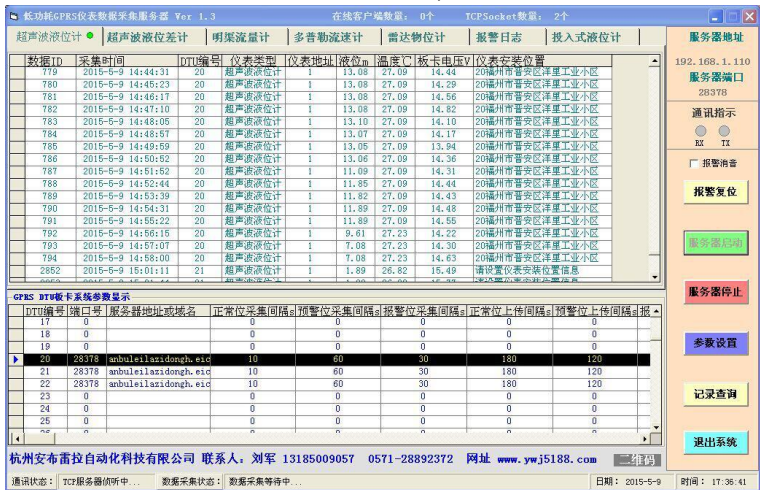 低功耗GPRS仪表数据采集服务器 Ver 1.3 在线客户端数量: 0个 TCPSocket数量: 2个
超声波液位计 超声波液位差计 明渠流量计 多普勒流速计 雷达物位计 报警日志 投入式液位计
数据ID 采集时间 DTU编号 仪表类型 仪表地址 液位m 温度℃ 板卡电压V 仪表安装位置
779 2015-5-9 14:44:31 20 超声波液位计 1 13.08 27.09 14.44 20福州市晋安区洋里工业小区
780 2015-5-9 14:45:23 20 超声波液位计 1 13.08 27.09 14.29 20福州市晋安区洋里工业小区
781 2015-5-9 14:46:17 20 超声波液位计 1 13.08 27.09 14.56 20福州市晋安区洋里工业小区
782 2015-5-9 14:47:10 20 超声波液位计 1 13.08 27.09 14.82 20福州市晋安区洋里工业小区
783 2015-5-9 14:48:05 20 超声波液位计 1 13.10 27.09 14.10 20福州市晋安区洋里工业小区
784 2015-5-9 14:48:57 20 超声波液位计 1 13.07 27.09 14.17 20福州市晋安区洋里工业小区
785 2015-5-9 14:49:59 20 超声波液位计 1 13.05 27.09 13.94 20福州市晋安区洋里工业小区
786 2015-5-9 14:50:52 20 超声波液位计 1 13.06 27.09 14.36 20福州市晋安区洋里工业小区
787 2015-5-9 14:51:52 20 超声波液位计 1 11.09 27.09 14.31 20福州市晋安区洋里工业小区
788 2015-5-9 14:52:44 20 超声波液位计 1 11.85 27.09 14.44 20福州市晋安区洋里工业小区
789 2015-5-9 14:53:39 20 超声波液位计 1 11.82 27.09 14.43 20福州市晋安区洋里工业小区
790 2015-5-9 14:54:31 20 超声波液位计 1 11.89 27.09 14.48 20福州市晋安区洋里工业小区
791 2015-5-9 14:55:22 20 超声波液位计 1 11.89 27.09 14.55 20福州市晋安区洋里工业小区
792 2015-5-9 14:56:15 20 超声波液位计 1 9.61 27.23 14.22 20福州市晋安区洋里工业小区
793 2015-5-9 14:57:07 20 超声波液位计 1 7.08 27.23 14.30 20福州市晋安区洋里工业小区
794 2015-5-9 14:58:00 20 超声波液位计 1 7.08 27.23 14.63 20福州市晋安区洋里工业小区
2852 2015-5-9 15:01:11 21 超声波液位计 1 1.89 26.82 15.49 请设置仪表安装位置信息
GPRS DTU板卡系统参数显示
DTU编号 端口号 服务器地址或域名 正常位采集间隔s 预警位采集间隔s 报警位采集间隔s 正常位上传间隔s 预警位上传间隔s 报
17 0 0 0 0 0 0
18 0 0 0 0 0 0
19 0 0 0 0 0 0
20 28378 anbuleilazidongh.eic 10 60 30 180 120
21 28378 anbuleilazidongh.eic 10 60 30 180 120
22 28378 anbuleilazidongh.eic 10 60 30 180 120
23 0 0 0 0 0 0
24 0 0 0 0 0 0
25 0 0 0 0 0 0
杭州安布雷拉自动化科技有限公司 联系人: 刘军 13185009057 0571-28892372 网址 www.ywj5188.com 二维码
通讯状态: TCP服务器侦听中... 数据采集状态: 数据采集等待中... 日期: 2015-5-9 时间: 17:36:41
服务器地址
192.168.1.110
服务器端口
28378
通讯指示
RX TX
报警消音
报警复位
服务器启动
服务器停止
参数设置
记录查询
退出系统